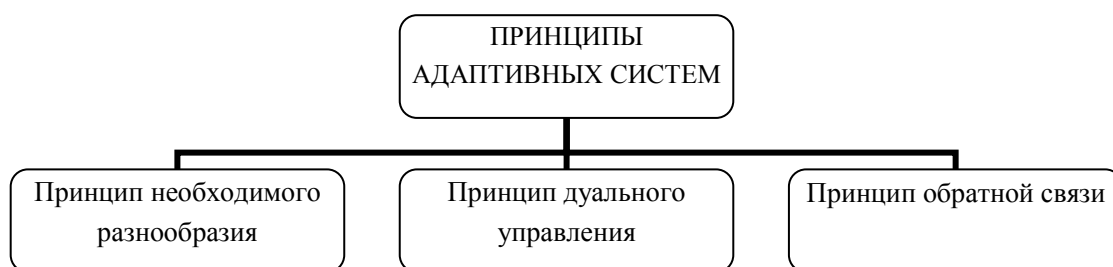 ПРИНЦИПЫ
АДАПТИВНЫХ СИСТЕМ
Принцип необходимого
разнообразия
Принцип дуального
управления
Принцип обратной связи